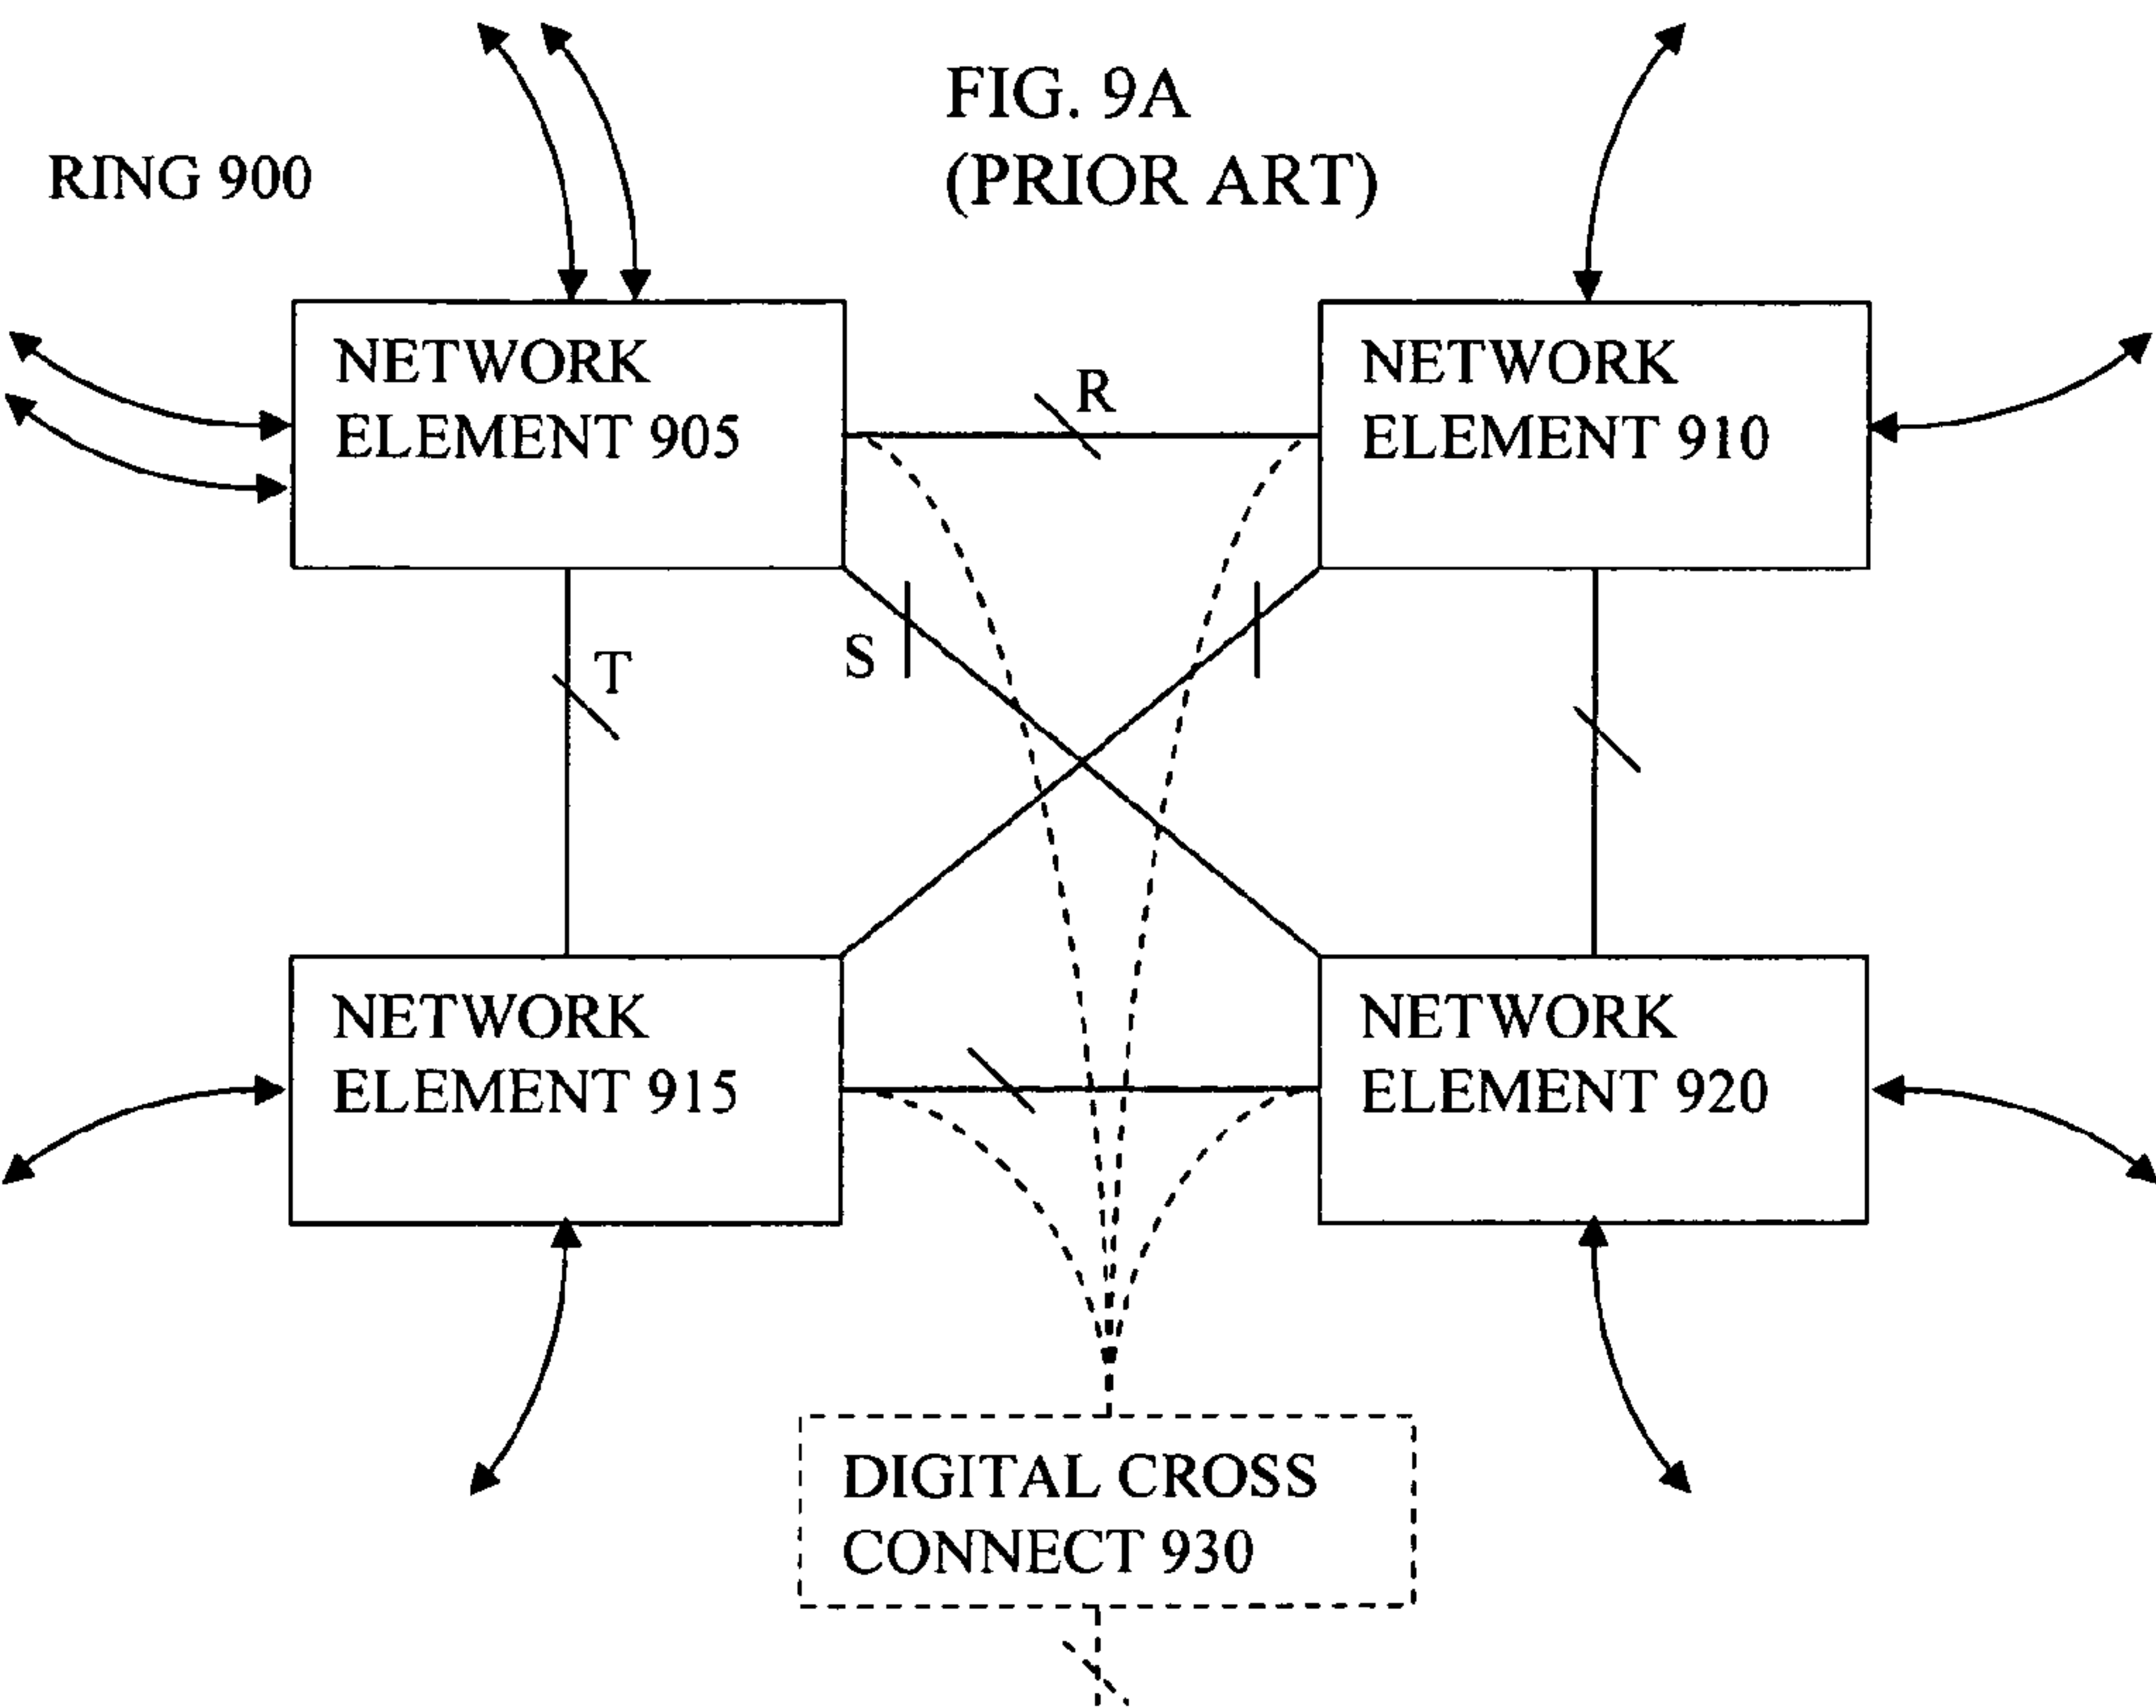 FIG. 9A
(PRIOR ART)
RING 900
NETWORK
ELEMENT 905
R
NETWORK
ELEMENT 910
S
T
NETWORK
ELEMENT 915
NETWORK
ELEMENT 920
DIGITAL CROSS
CONNECT 930